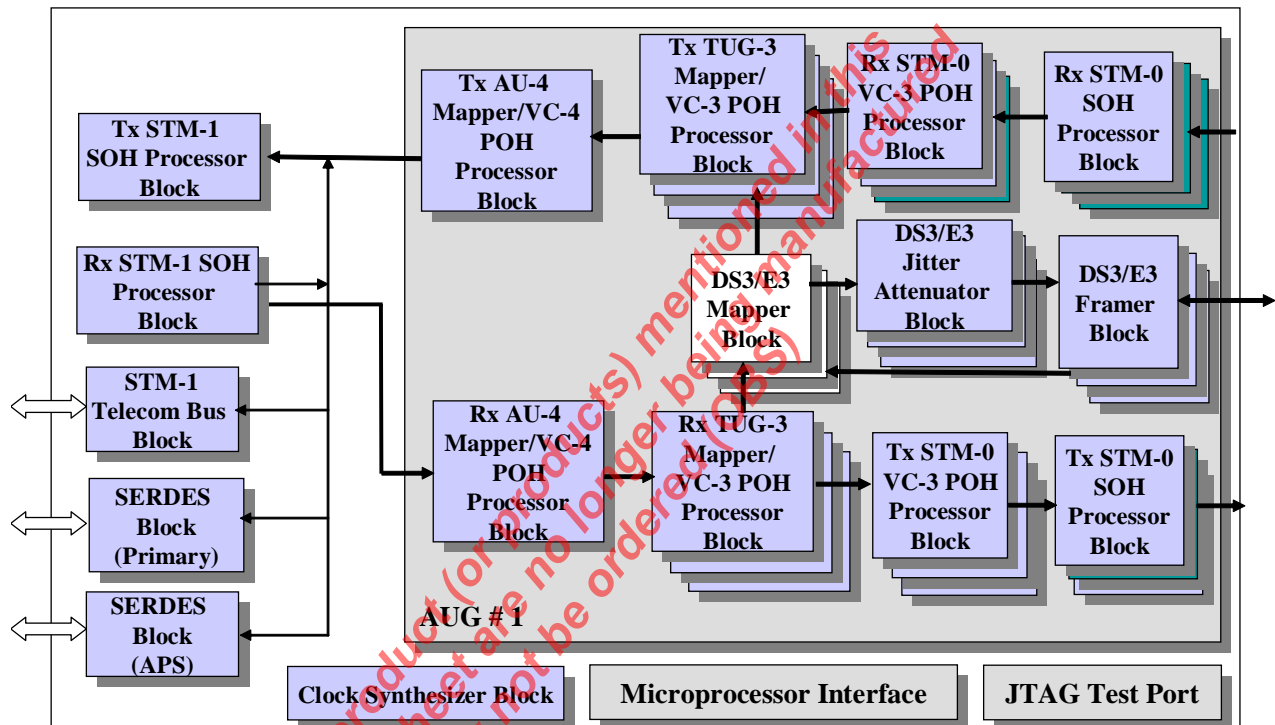 Tx TUG-3
Mapper/
VC-3 POH
Processor
Block
Rx STM-0
VC-3 POH
Processor
Block
Rx STM-0
SOH
Processor
Block
Tx AU-4
Mapper/VC-4
POH
Processor
Block
Tx STM-1
SOH Processor
Block
Rx STM-1 SOH
Processor
Block
DS3/E3
Mapper
Block
DS3/E3
Jitter
Attenuator
Block
DS3/E3
Framer
Block
STM-1
Telecom Bus
Block
Rx AU-4
Mapper/VC-4
POH
Processor
Block
Rx TUG-3
Mapper/
VC-3 POH
Processor
Block
Tx STM-0
VC-3 POH
Processor
Block
Tx STM-0
SOH
Processor
Block
SERDES
Block
(Primary)
SERDES
Block
(APS)
AUG # 1
Clock Synthesizer Block
Microprocessor Interface
JTAG Test Port
product (or products) mentioned in this
sheet are no longer being manufactured
not be ordered (OBS)